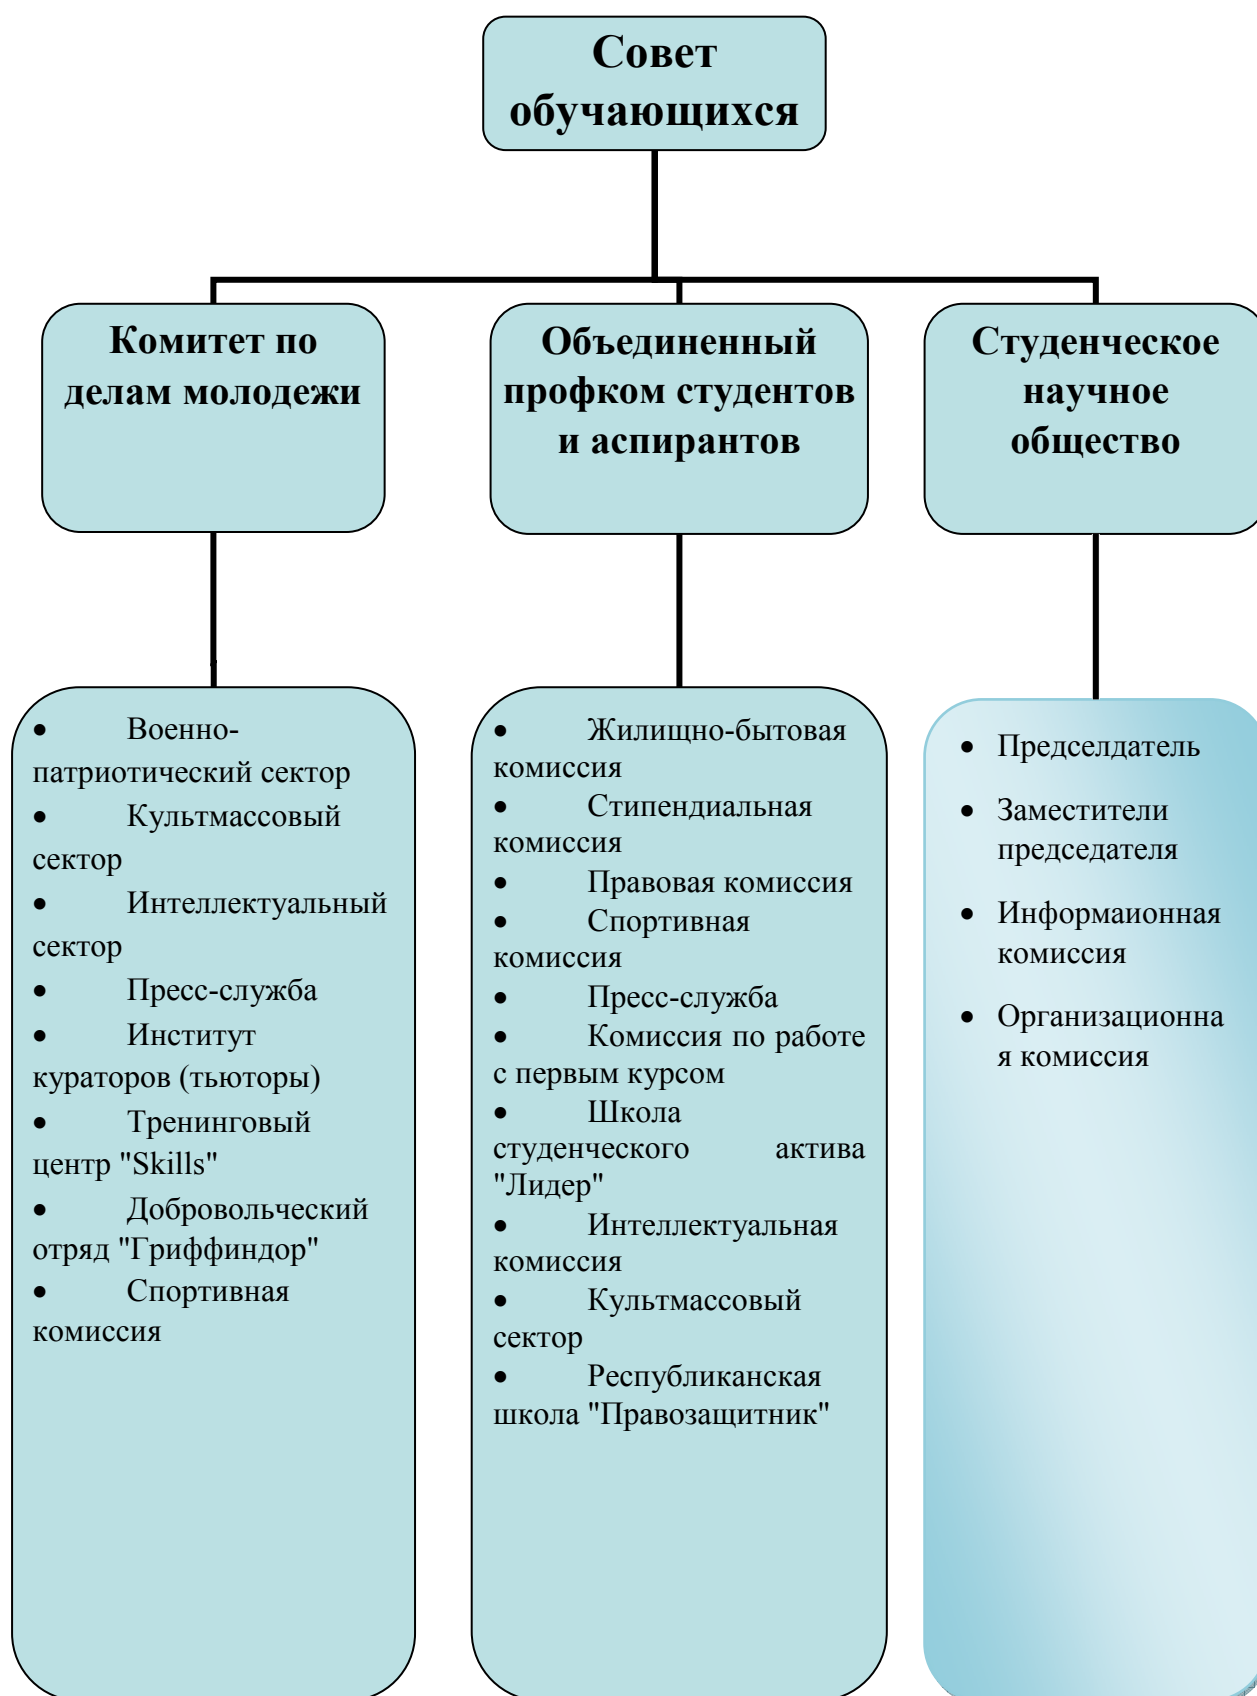 Совет
обучающихся
Комитет по
делам молодежи
Объединенный
профком студентов
и аспирантов
Студенческое
научное
общество
• Военно-
патриотический сектор
• Культмассовый
сектор
• Интеллектуальный
сектор
• Пресс-служба
• Институт
кураторов (тьюторы)
• Тренинговый
центр "Skills"
• Добровольческий
отряд "Гриффиндор"
• Спортивная
комиссия
• Жилищно-бытовая
комиссия
• Стипендиальная
комиссия
• Правовая комиссия
• Спортивная
комиссия
• Пресс-служба
• Комиссия по работе
с первым курсом
• Школа
студенческого актива
"Лидер"
• Интеллектуальная
комиссия
• Культмассовый
сектор
• Республиканская
школа "Правозащитник"
• Преселдатель
• Заместители
председателя
• Информаионная
комиссия
• Организационна
я комиссия